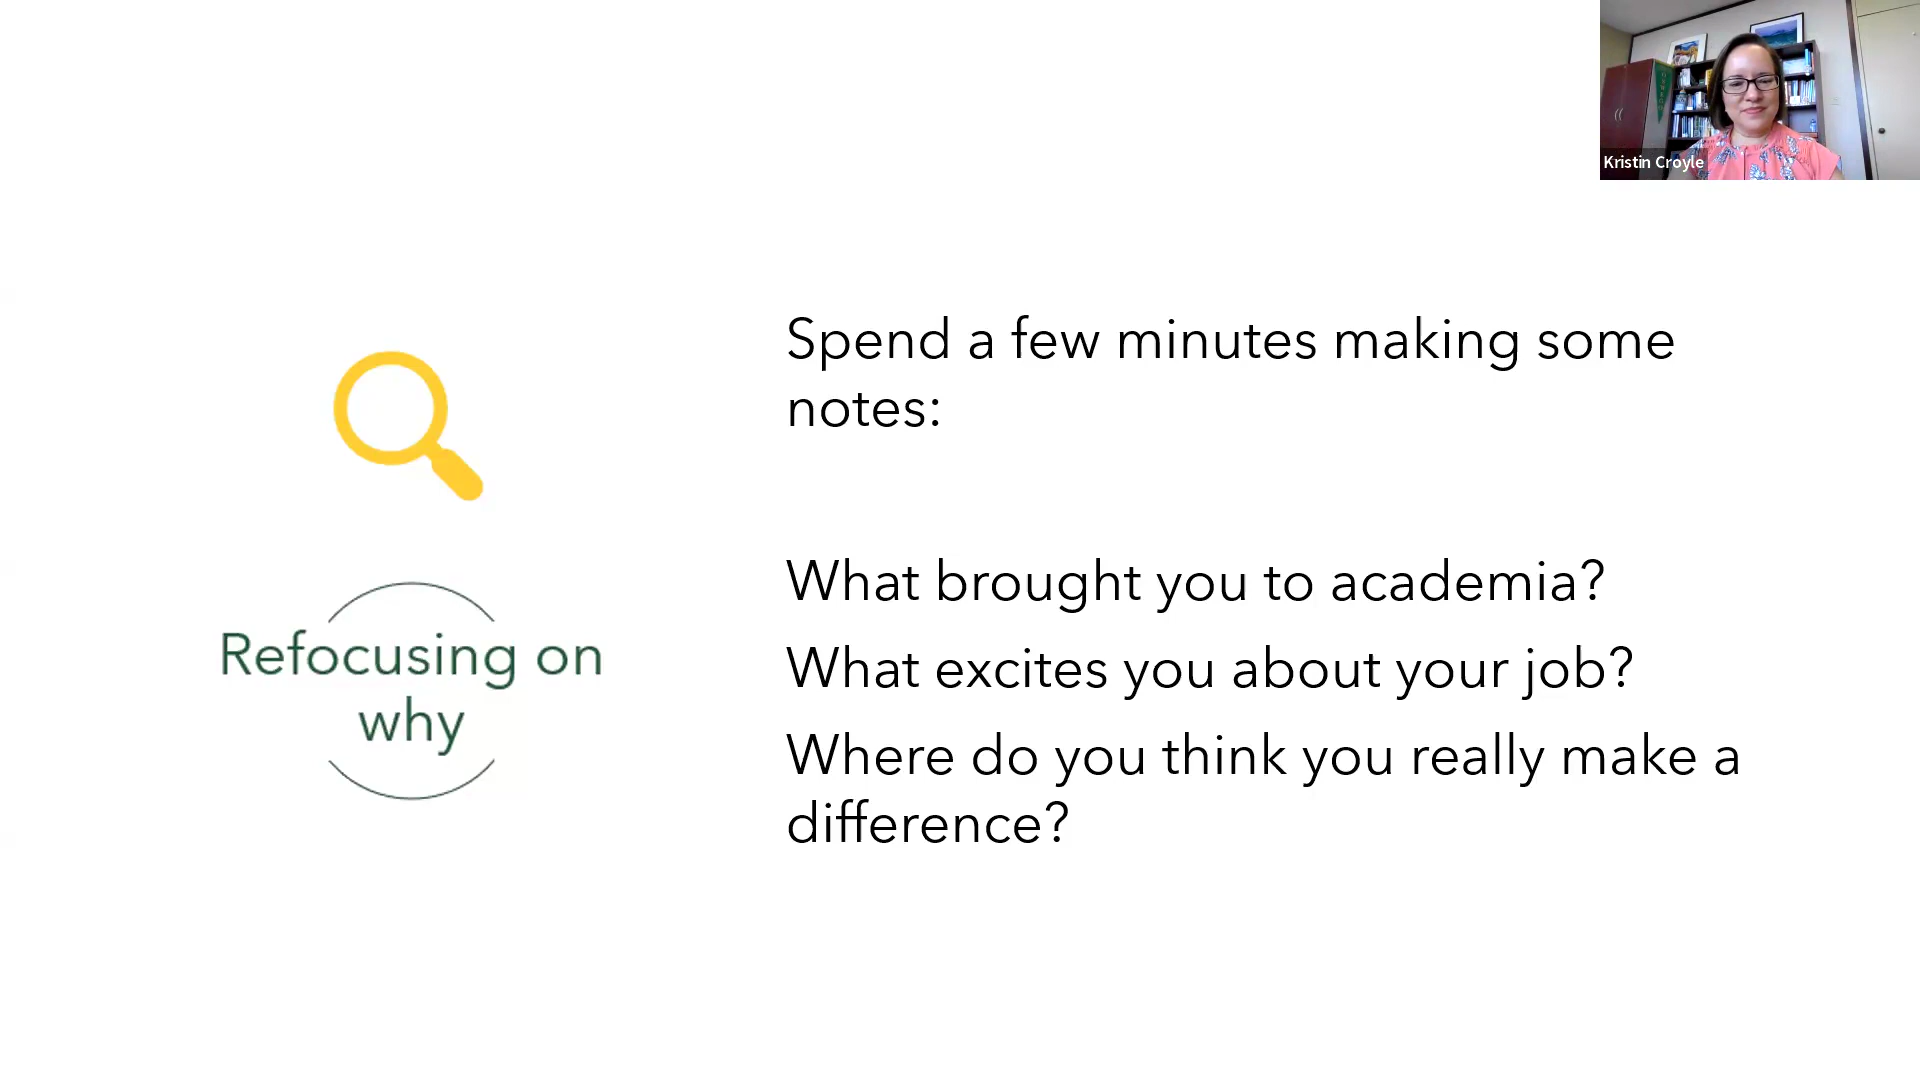 Kristin Croyle
Spend a few minutes making some
notes:
What brought you to academia?
What excites you about your job?
Where do you think you really make a
difference?
Refocusing on
why